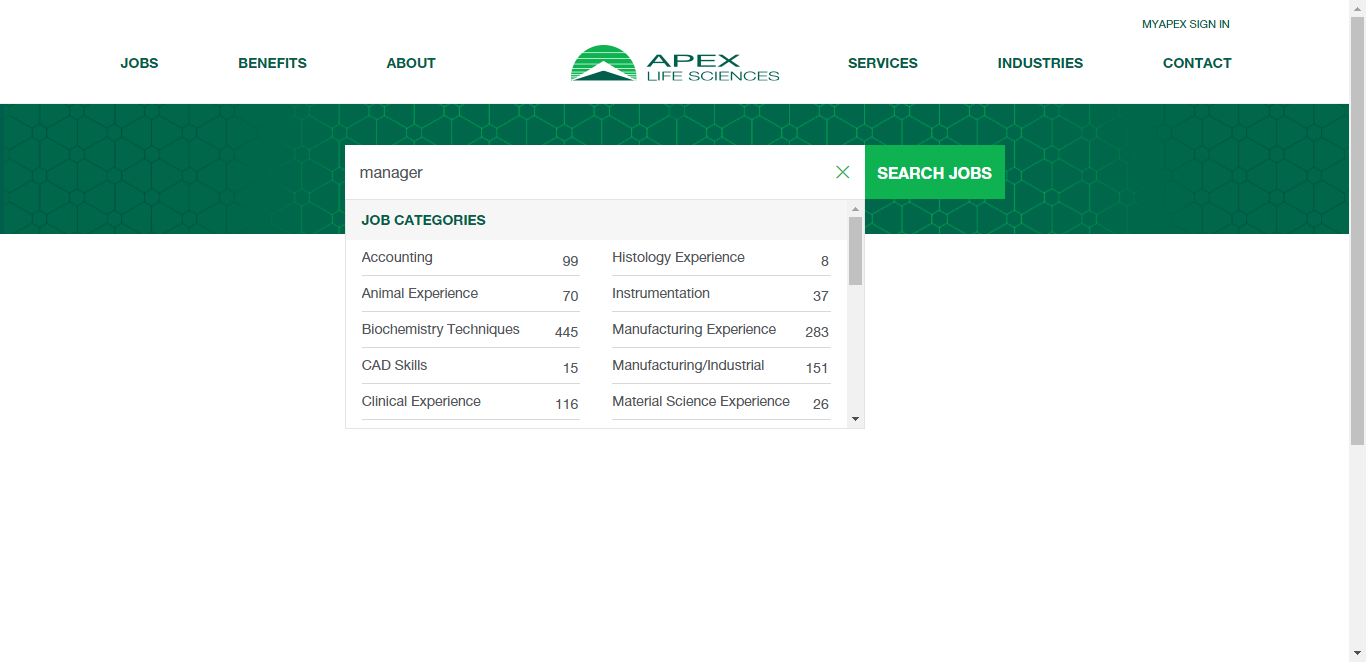 MYAPEX SIGN IN
JOBS BENEFITS ABOUT APEX LIFE SCIENCES SERVICES INDUSTRIES CONTACT
manager SEARCH JOBS
JOB CATEGORIES
Accounting 99 Histology Experience 8
Animal Experience 70 Instrumentation 37
Biochemistry Techniques 445 Manufacturing Experience 283
CAD Skills 15 Manufacturing/Industrial 151
Clinical Experience 116 Material Science Experience 26